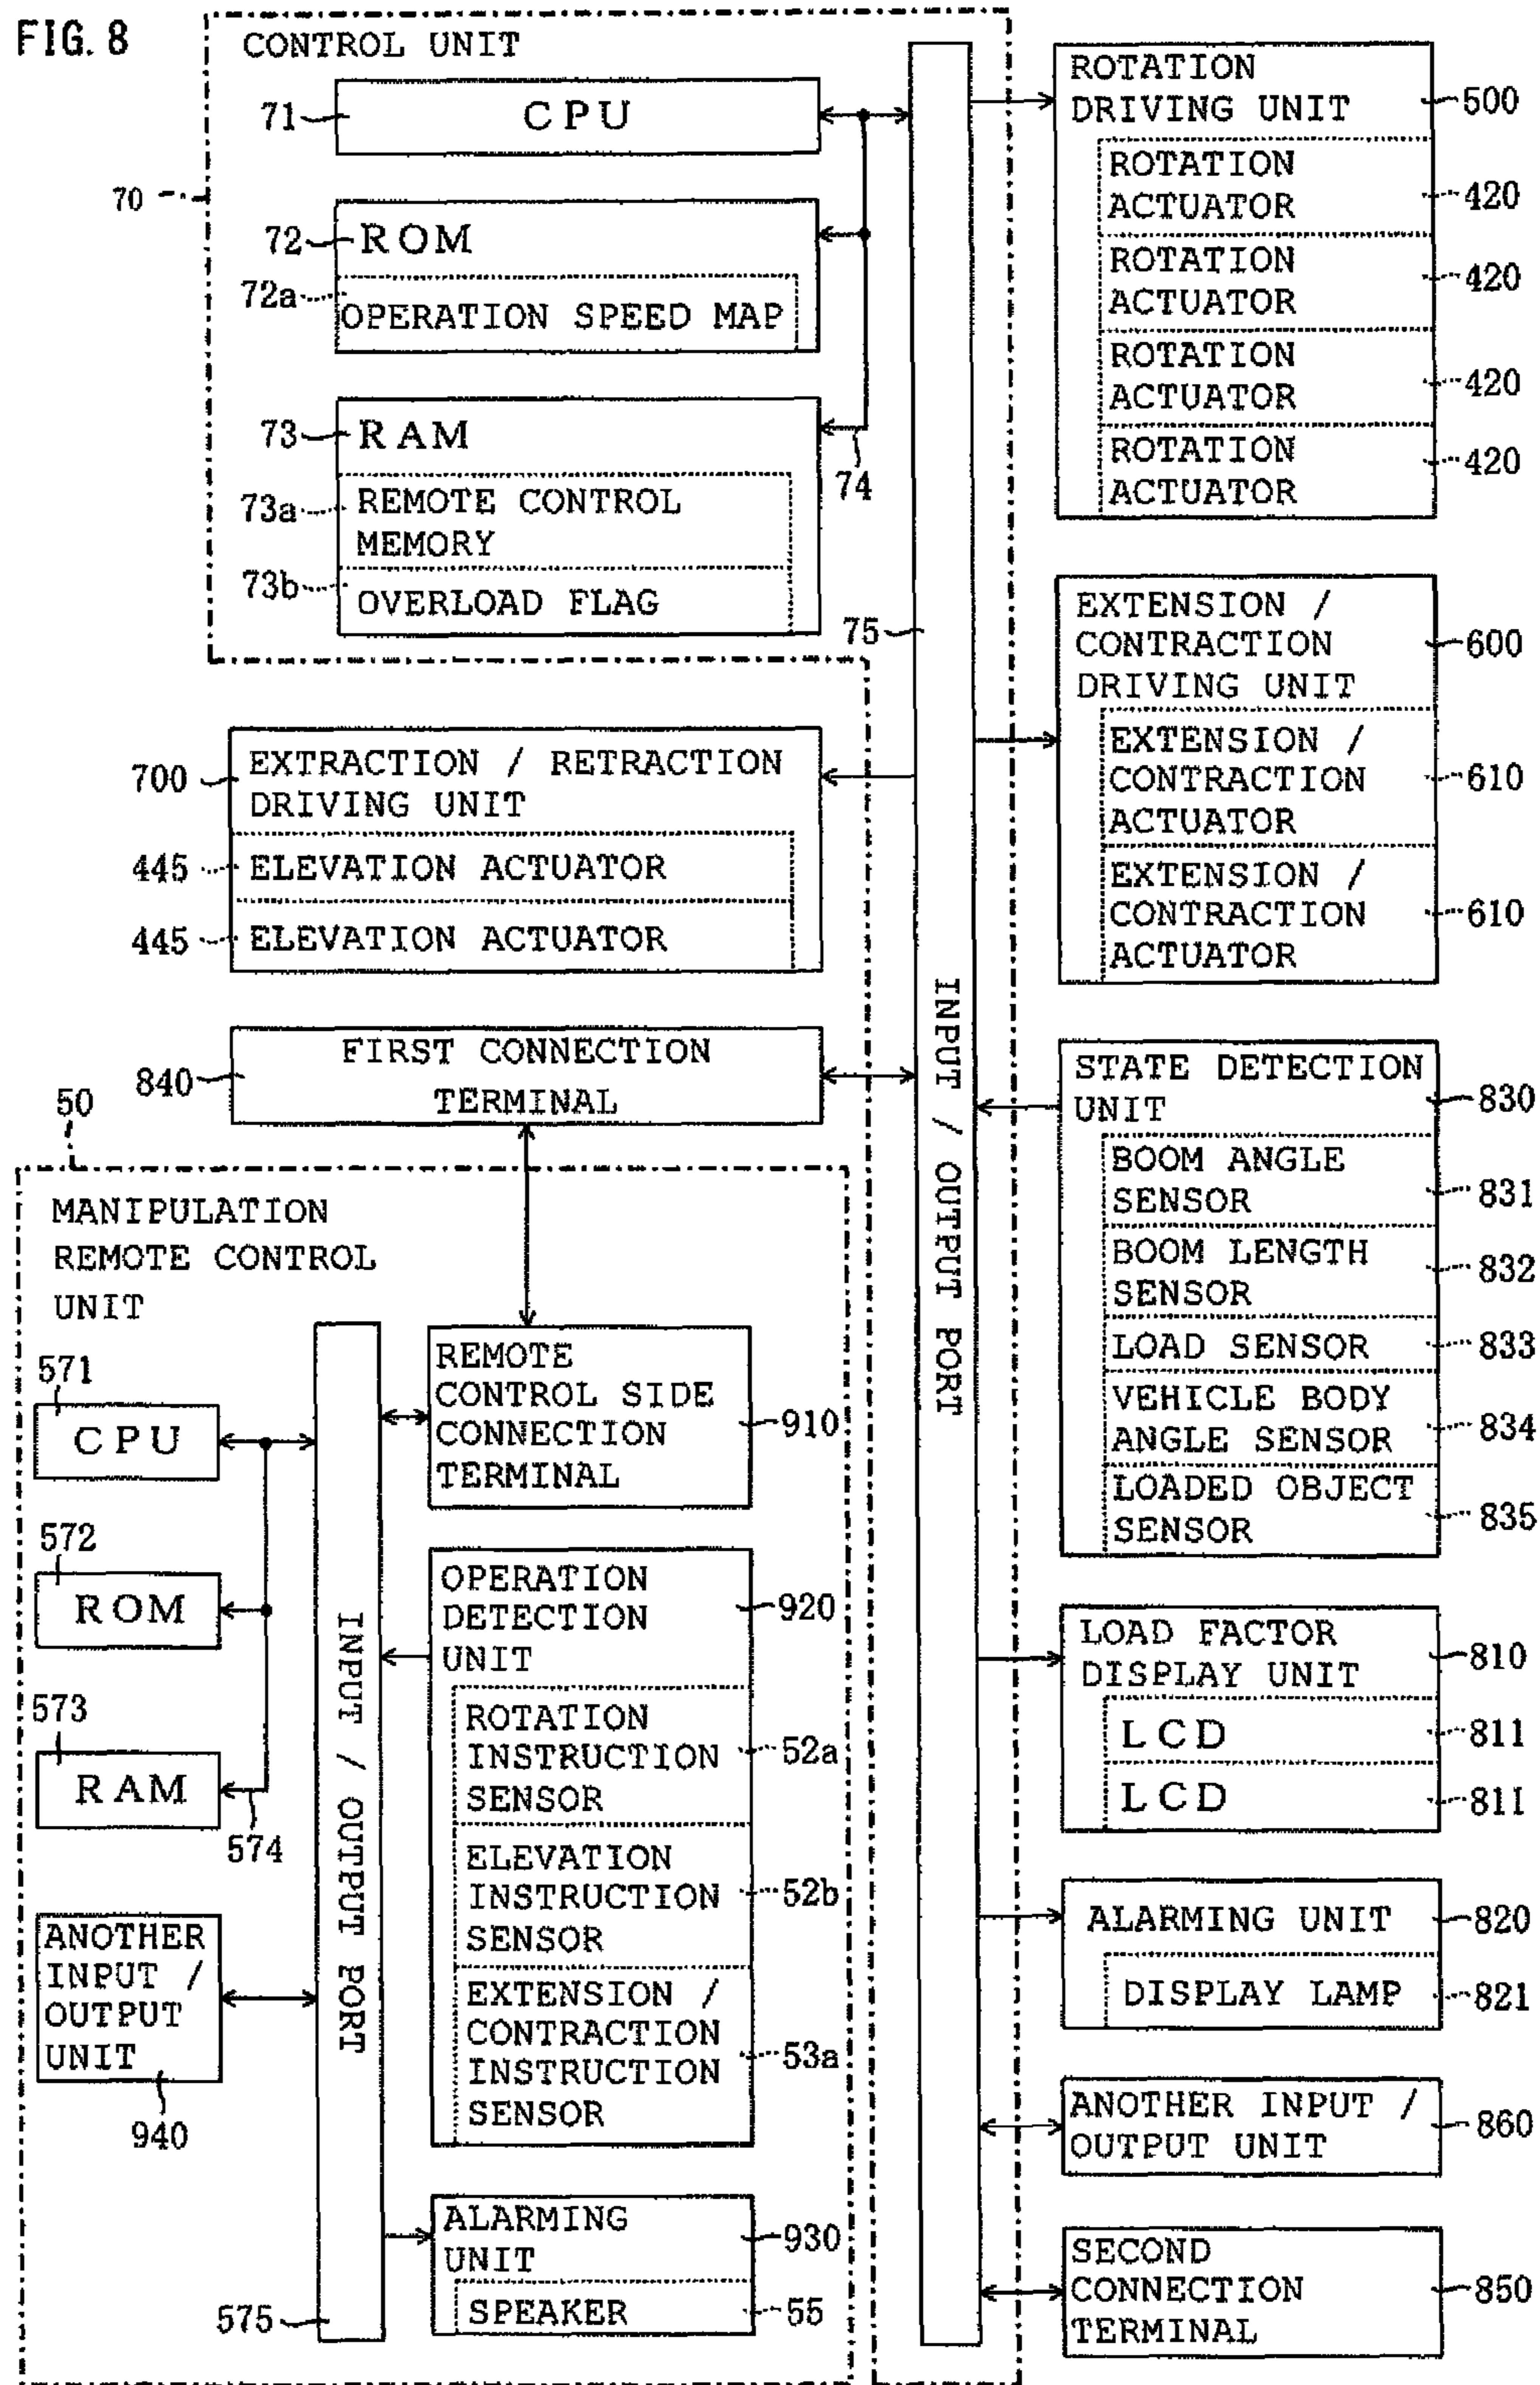 FIG. 8
CONTROL UNIT
70
71
CPU
72
ROM
72a
OPERATION SPEED MAP
73
RAM
74
73a
REMOTE CONTROL
MEMORY
73b
OVERLOAD FLAG
75
INPUT / OUTPUT PORT
700
EXTRACTION / RETRACTION
DRIVING UNIT
445
ELEVATION ACTUATOR
445
ELEVATION ACTUATOR
840
FIRST CONNECTION
TERMINAL
50
MANIPULATION
REMOTE CONTROL
UNIT
571
CPU
572
ROM
573
RAM
574
ANOTHER
INPUT /
OUTPUT
UNIT
940
INPUT / OUTPUT PORT
575
REMOTE
CONTROL SIDE
CONNECTION
TERMINAL
910
OPERATION
DETECTION
UNIT
920
ROTATION
INSTRUCTION
SENSOR
52a
ELEVATION
INSTRUCTION
SENSOR
52b
EXTENSION /
CONTRACTION
INSTRUCTION
SENSOR
53a
ALARMING
UNIT
930
SPEAKER
55
ROTATION
DRIVING UNIT
500
ROTATION
ACTUATOR
420
ROTATION
ACTUATOR
420
ROTATION
ACTUATOR
420
ROTATION
ACTUATOR
420
EXTENSION /
CONTRACTION
DRIVING UNIT
600
EXTENSION /
CONTRACTION
ACTUATOR
610
EXTENSION /
CONTRACTION
ACTUATOR
610
STATE DETECTION
UNIT
830
BOOM ANGLE
SENSOR
831
BOOM LENGTH
SENSOR
832
LOAD SENSOR
833
VEHICLE BODY
ANGLE SENSOR
834
LOADED OBJECT
SENSOR
835
LOAD FACTOR
DISPLAY UNIT
810
LCD
811
LCD
811
ALARMING UNIT
820
DISPLAY LAMP
821
ANOTHER INPUT /
OUTPUT UNIT
860
SECOND
CONNECTION
TERMINAL
850